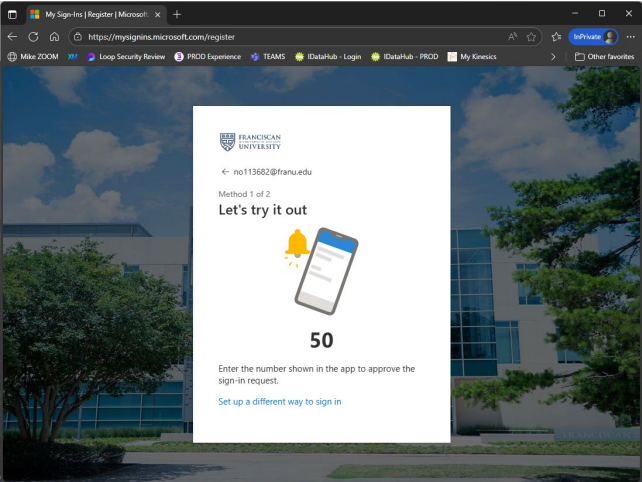 My Sign-Ins | Register | Microsoft
https://mysignins.microsoft.com/register
InPrivate
Mike ZOOM
Loop Security Review
PROD Experience
TEAMS
IDataHub - Login
IDataHub - PROD
My Kinesics
Other favorites
FRANCISCAN
UNIVERSITY
no113682@franu.edu
Method 1 of 2
Let's try it out
50
Enter the number shown in the app to approve the
sign-in request.
Set up a different way to sign in